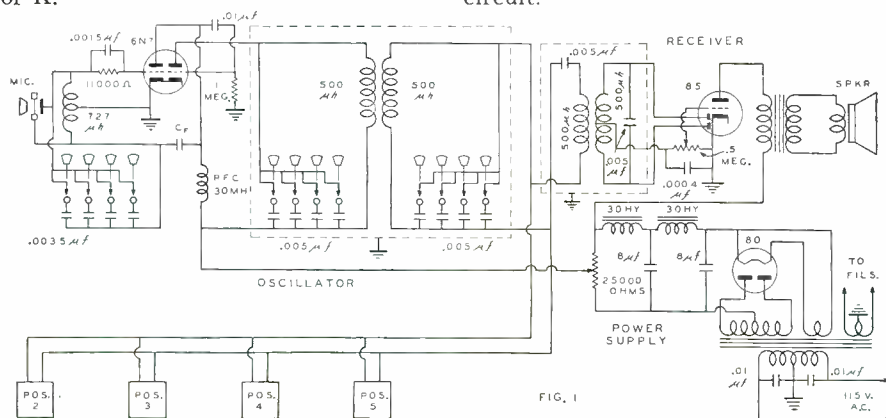 or K.
circuit.
.01µf
.0015µf
6N7
MIC.
11000Ω
1 MEG.
727 µh
CF
RFC 30MH
.0035µf
500 µh
500 µh
.005µf
.005µf
OSCILLATOR
.005µf
RECEIVER
85
SPKR
500µh
500µh
.005 µf
.5 MEG.
.0004 µf
30HY
30HY
8µf
8µf
25000 OHMS
80
TO FILS.
POWER SUPPLY
.01 µf
.01µf
115 V. A.C.
POS. 2
POS. 3
POS. 4
POS. 5
FIG. 1